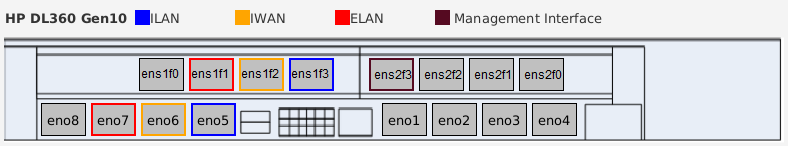 HP DL360 Gen10 ILAN IWAN ELAN Management Interface
ens1f0 ens1f1 ens1f2 ens1f3 ens2f3 ens2f2 ens2f1 ens2f0
eno8 eno7 eno6 eno5 eno1 eno2 eno3 eno4